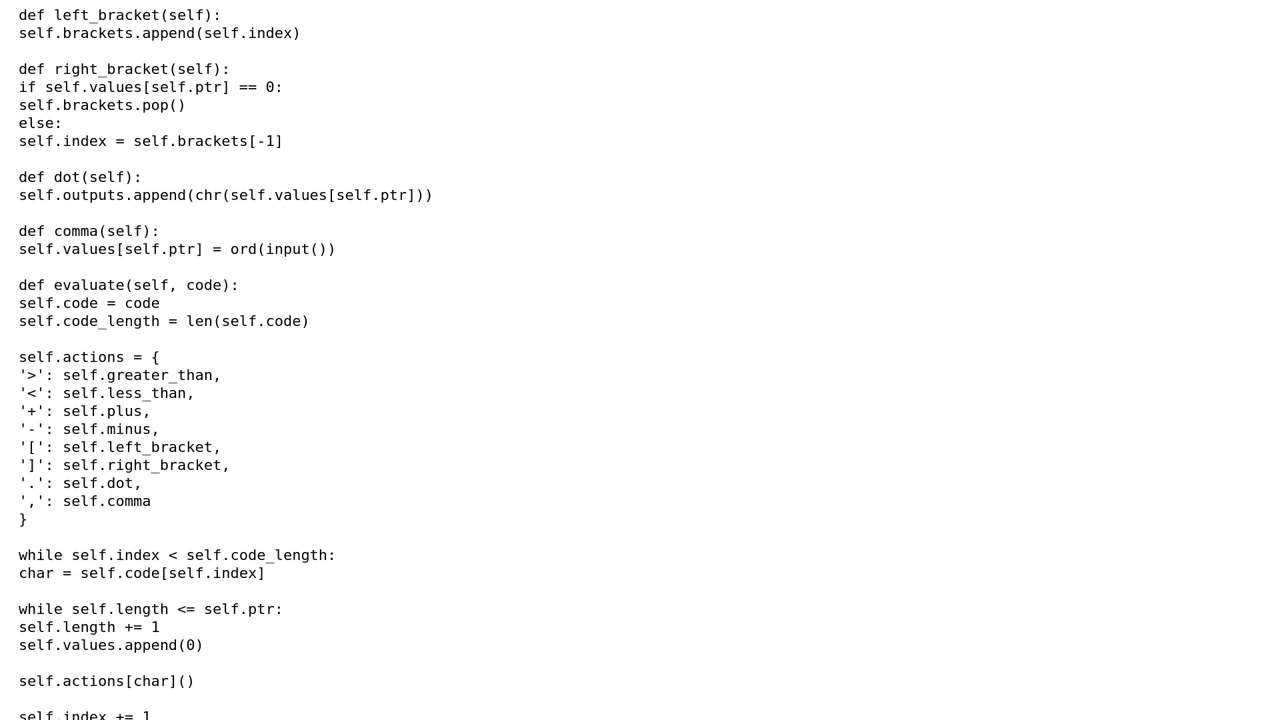 def left_bracket(self):
self.brackets.append(self.index)

def right_bracket(self):
if self.values[self.ptr] == 0:
self.brackets.pop()
else:
self.index = self.brackets[-1]

def dot(self):
self.outputs.append(chr(self.values[self.ptr]))

def comma(self):
self.values[self.ptr] = ord(input())

def evaluate(self, code):
self.code = code
self.code_length = len(self.code)

self.actions = {
'>': self.greater_than,
'<': self.less_than,
'+': self.plus,
'-': self.minus,
'[': self.left_bracket,
']': self.right_bracket,
'.': self.dot,
',': self.comma
}

while self.index < self.code_length:
char = self.code[self.index]

while self.length <= self.ptr:
self.length += 1
self.values.append(0)

self.actions[char]()

self.index += 1